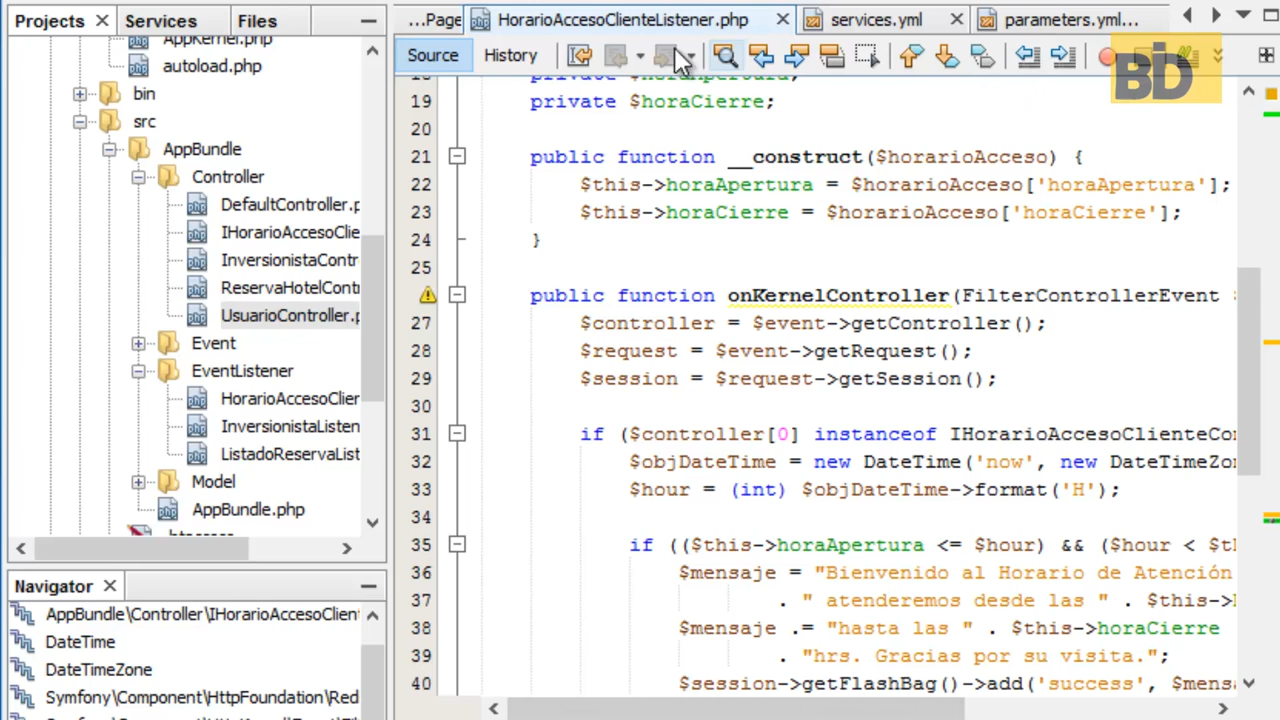 Projects
Services
Files
...Page
HorarioAccesoClienteListener.php
services.yml
parameters.yml...
Source
History
BD
AppKernel.php
autoload.php
bin
src
AppBundle
Controller
DefaultController.p
IHorarioAccesoClie
InversionistaContr
ReservaHotelCont
UsuarioController.p
Event
EventListener
HorarioAccesoClier
InversionistaListen
ListadoReservaList
Model
AppBundle.php
Navigator
AppBundle\Controller\IHorarioAccesoClien
DateTime
DateTimeZone
Symfony\Component\HttpFoundation\Red
18 private $horaApertura;
19 private $horaCierre;
20
21 public function __construct($horarioAcceso) {
22 $this->horaApertura = $horarioAcceso['horaApertura'];
23 $this->horaCierre = $horarioAcceso['horaCierre'];
24 }
25
public function onKernelController(FilterControllerEvent
27 $controller = $event->getController();
28 $request = $event->getRequest();
29 $session = $request->getSession();
30
31 if ($controller[0] instanceof IHorarioAccesoClienteCon
32 $objDateTime = new DateTime('now', new DateTimeZon
33 $hour = (int) $objDateTime->format('H');
34
35 if (($this->horaApertura <= $hour) && ($hour < $th
36 $mensaje = "Bienvenido al Horario de Atención
37 . " atenderemos desde las " . $this->h
38 $mensaje .= "hasta las " . $this->horaCierre
39 . "hrs. Gracias por su visita.";
40 $session->getFlashBag()->add('success', $mensa